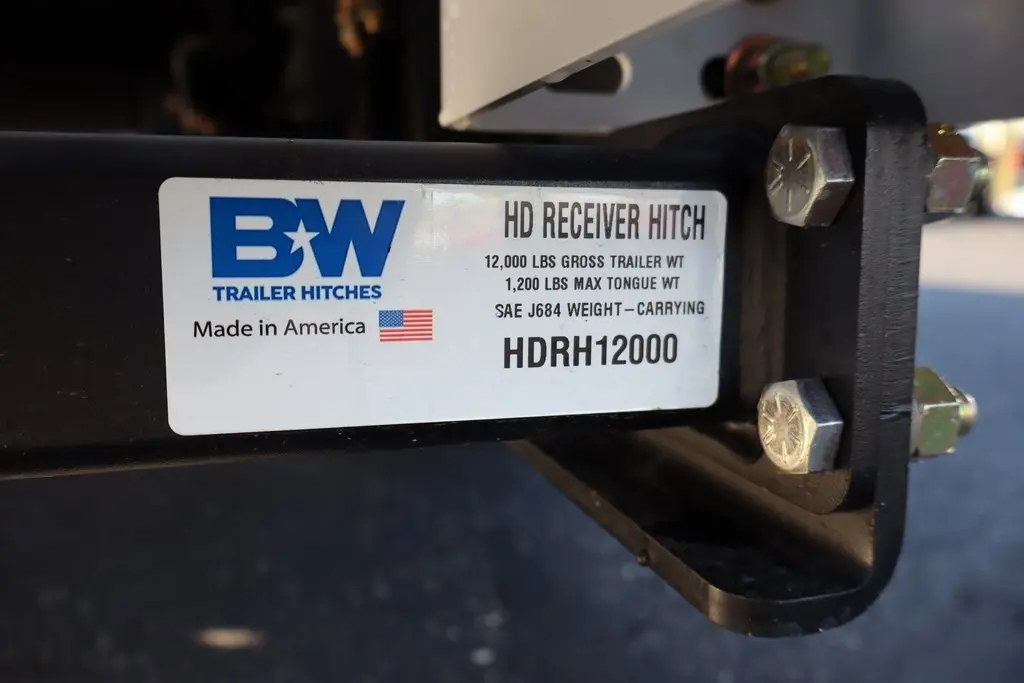 B&W
TRAILER HITCHES
Made in America
HD RECEIVER HITCH
12,000 LBS GROSS TRAILER WT
1,200 LBS MAX TONGUE WT
SAE J684 WEIGHT-CARRYING
HDRH12000